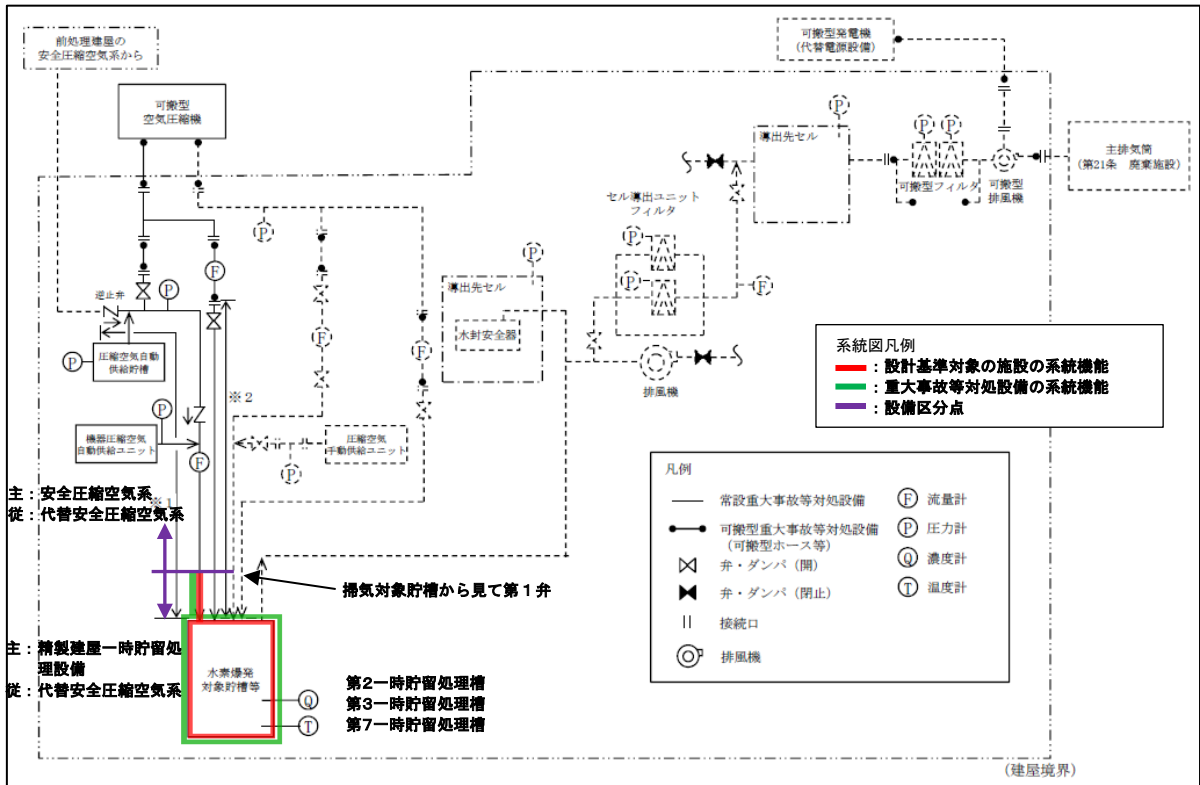 前処理建屋の
安全圧縮空気系から
可搬型
空気圧縮機
可搬型発電機
(代替電源設備)
主排気筒
(第21条 廃棄施設)
P
導出先セル
P
P
可搬型フィルタ
可搬型
排風機
セル導出ユニット
フィルタ
P
P
F
排風機
P
導出先セル
水封安全器
P
F
F
F
逆止弁
P
P
圧縮空気自動
供給貯槽
※2
P
機器圧縮空気
自動供給ユニット
F
圧縮空気
手動供給ユニット
P
※1
主：安全圧縮空気系
従：代替安全圧縮空気系
掃気対象貯槽から見て第１弁
主：精製建屋一時貯留処
理設備
従：代替安全圧縮空気系
水素爆発
対象貯槽等
Q
T
第2一時貯留処理槽
第3一時貯留処理槽
第7一時貯留処理槽
系統図凡例
：設計基準対象の施設の系統機能
：重大事故等対処設備の系統機能
：設備区分点
凡例
常設重大事故等対処設備
可搬型重大事故等対処設備
(可搬型ホース等)
弁・ダンパ（開）
弁・ダンパ（閉止）
接続口
排風機
F 流量計
P 圧力計
Q 濃度計
T 温度計
(建屋境界)